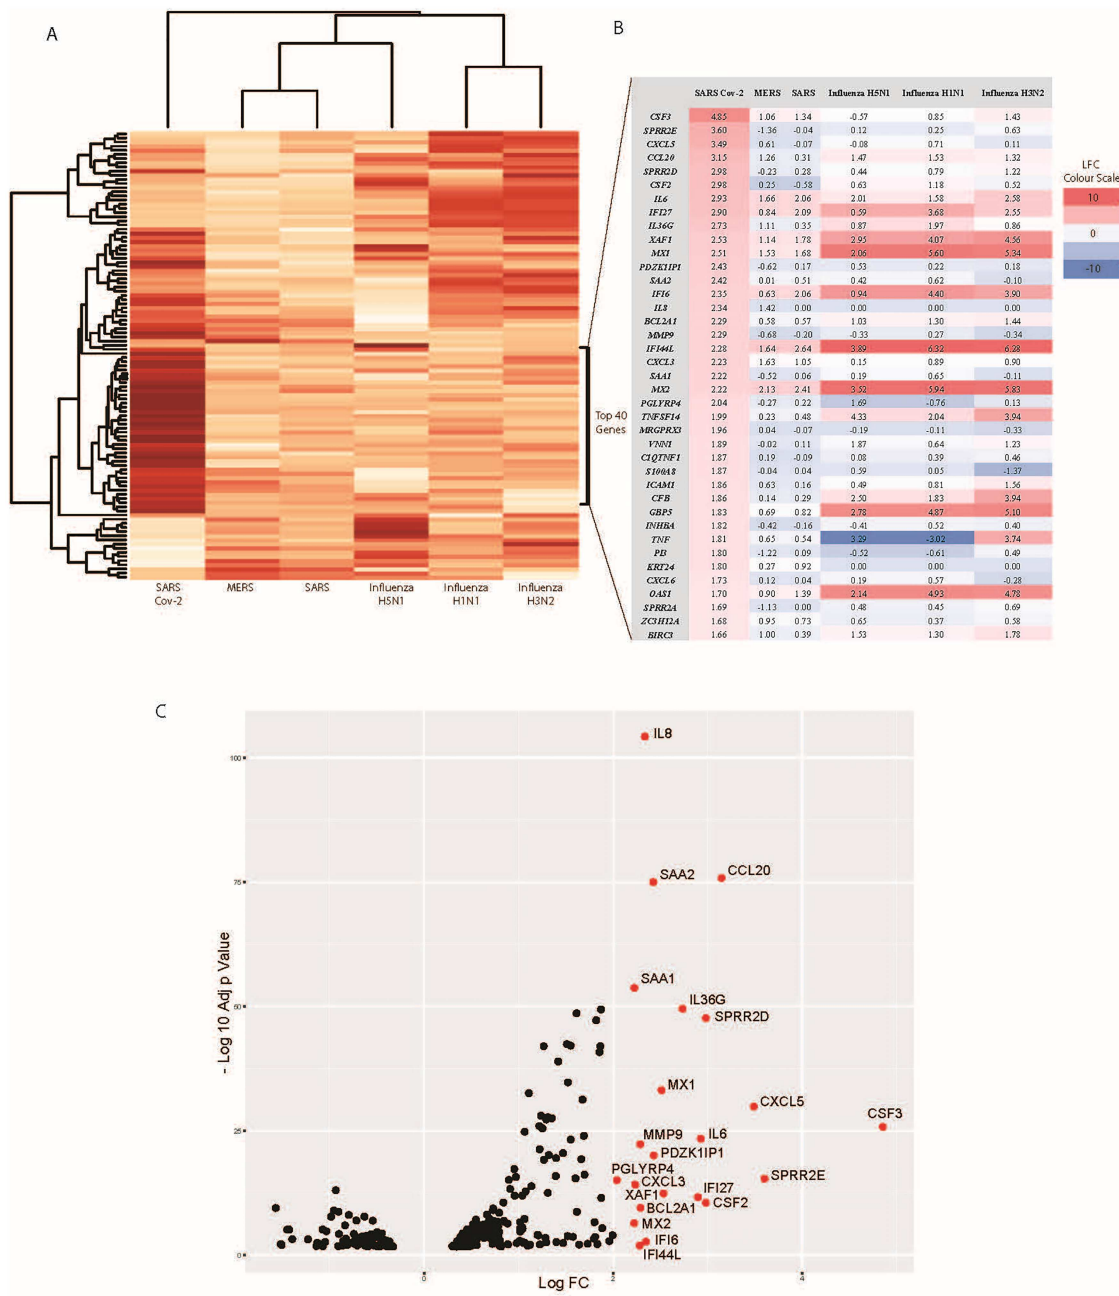 A
SARS
Cov-2
MERS
SARS
Influenza
H5N1
Influenza
H1N1
Influenza
H3N2
Top 40
Genes
B
SARS Cov-2 MERS SARS Influenza H5N1 Influenza H1N1 Influenza H3N2
CSF3 4.85 1.06 1.34 -0.57 0.85 1.43
SPRR2E 3.60 -1.36 -0.04 0.12 0.25 0.63
CXCL5 3.49 0.61 -0.07 -0.08 0.71 0.11
CCL20 3.15 1.26 0.31 1.47 1.53 1.32
SPRR2D 2.98 -0.23 0.28 0.44 0.79 1.22
CSF2 2.98 0.25 -0.58 0.63 1.18 0.52
IL6 2.93 1.66 2.06 2.01 1.58 2.58
IFI27 2.90 0.84 2.09 0.59 3.68 2.55
IL36G 2.73 1.11 0.35 0.87 1.97 0.86
XAF1 2.53 1.14 1.78 2.95 4.07 4.56
MX1 2.51 1.53 1.68 2.06 5.60 5.34
PDZK1IP1 2.43 -0.62 0.17 0.53 0.22 0.18
SAA2 2.42 0.01 0.51 0.42 0.62 -0.10
IFI6 2.35 0.63 2.06 0.94 4.40 3.90
IL8 2.34 1.42 0.00 0.00 0.00 0.00
BCL2A1 2.29 0.58 0.57 1.03 1.30 1.44
MMP9 2.29 -0.68 -0.20 -0.33 0.27 -0.34
IFI44L 2.28 1.64 2.64 3.89 6.32 6.28
CXCL3 2.23 1.63 1.05 0.15 0.89 0.90
SAA1 2.22 -0.52 0.06 0.19 0.65 -0.11
MX2 2.22 2.13 2.41 3.52 5.94 5.83
PGLYRP4 2.04 -0.27 0.22 1.69 -0.76 0.13
TNFSF14 1.99 0.23 0.48 4.33 2.04 3.94
MRGPRX3 1.96 0.04 -0.07 -0.19 -0.11 -0.33
VNN1 1.89 -0.02 0.11 1.87 0.64 1.23
C1QTNF1 1.87 0.19 -0.09 0.08 0.39 0.46
S100A8 1.87 -0.04 0.04 0.59 0.05 -1.37
ICAM1 1.86 0.63 0.16 0.49 0.81 1.56
CFB 1.86 0.14 0.29 2.50 1.83 3.94
GBP5 1.83 0.69 0.82 2.78 4.87 5.10
INHBA 1.82 -0.42 -0.16 -0.41 0.52 0.40
TNF 1.81 0.65 0.54 3.29 -3.02 3.74
PI3 1.80 -1.22 0.09 -0.52 -0.61 0.49
KRT24 1.80 0.27 0.92 0.00 0.00 0.00
CXCL6 1.73 0.12 0.04 0.19 0.57 -0.28
OAS1 1.70 0.90 1.39 2.14 4.93 4.78
SPRR2A 1.69 -1.13 0.00 0.48 0.45 0.69
ZC3H12A 1.68 0.95 0.73 0.65 0.37 0.58
BIRC3 1.66 1.00 0.39 1.53 1.30 1.78
LFC
Colour Scale
10
0
-10
C
- Log 10 Adj p Value
100
75
50
25
0
IL8
SAA2
CCL20
SAA1
IL36G
SPRR2D
MX1
CXCL5
CSF3
MMP9
IL6
PDZK1IP1
PGLYRP4
SPRR2E
CXCL3
XAF1
IFI27
CSF2
BCL2A1
MX2
IFI6
IFI44L
0 2 4
Log FC